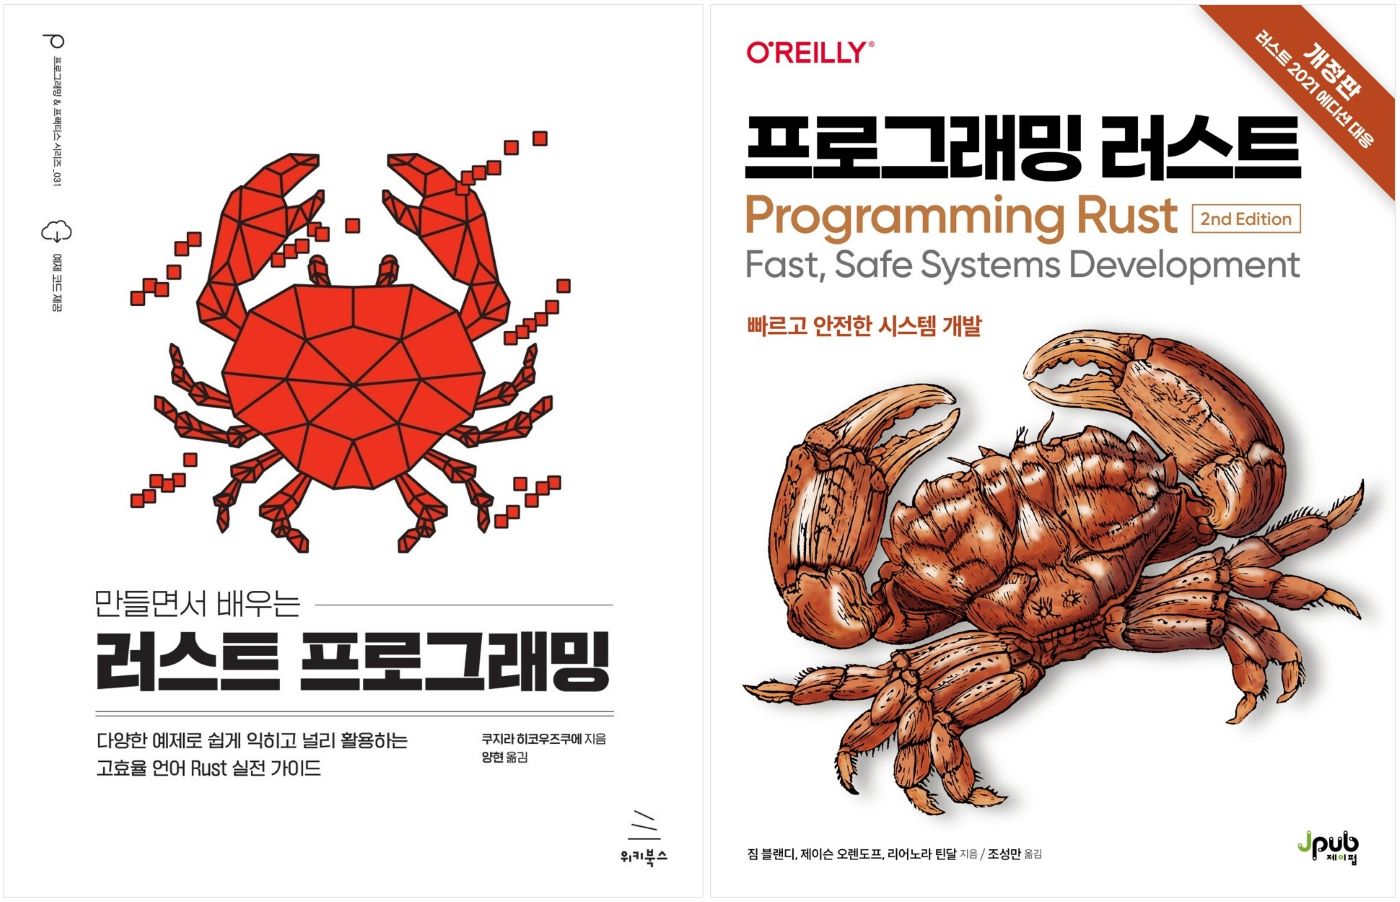 프로그래밍 & 프랙티스 시리즈_031
예제 코드 제공
만들면서 배우는
러스트 프로그래밍
다양한 예제로 쉽게 익히고 널리 활용하는
고효율 언어 Rust 실전 가이드
쿠지라 히코우즈쿠에 지음
양현 옮김
위키북스
O'REILLY®
개정판
러스트 2021 에디션 대응
프로그래밍 러스트
Programming Rust 2nd Edition
Fast, Safe Systems Development
빠르고 안전한 시스템 개발
짐 블랜디, 제이슨 오렌도프, 리어노라 틴달 지음 / 조성만 옮김
Jpub
제이펍